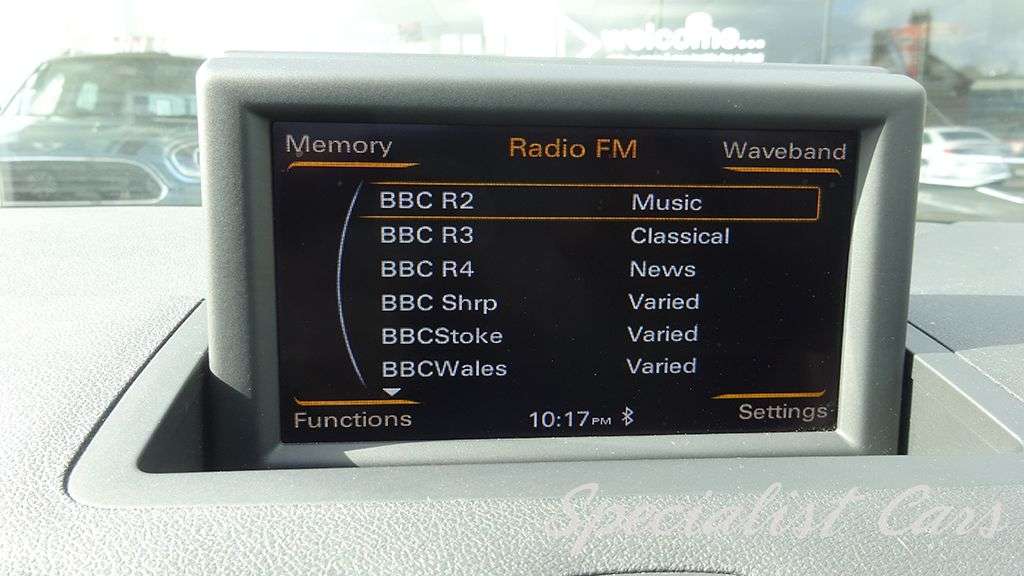 welcome....
Memory Radio FM Waveband
BBC R2 Music
BBC R3 Classical
BBC R4 News
BBC Shrp Varied
BBCStoke Varied
BBCWales Varied
Functions 10:17PM Settings
Specialist Cars